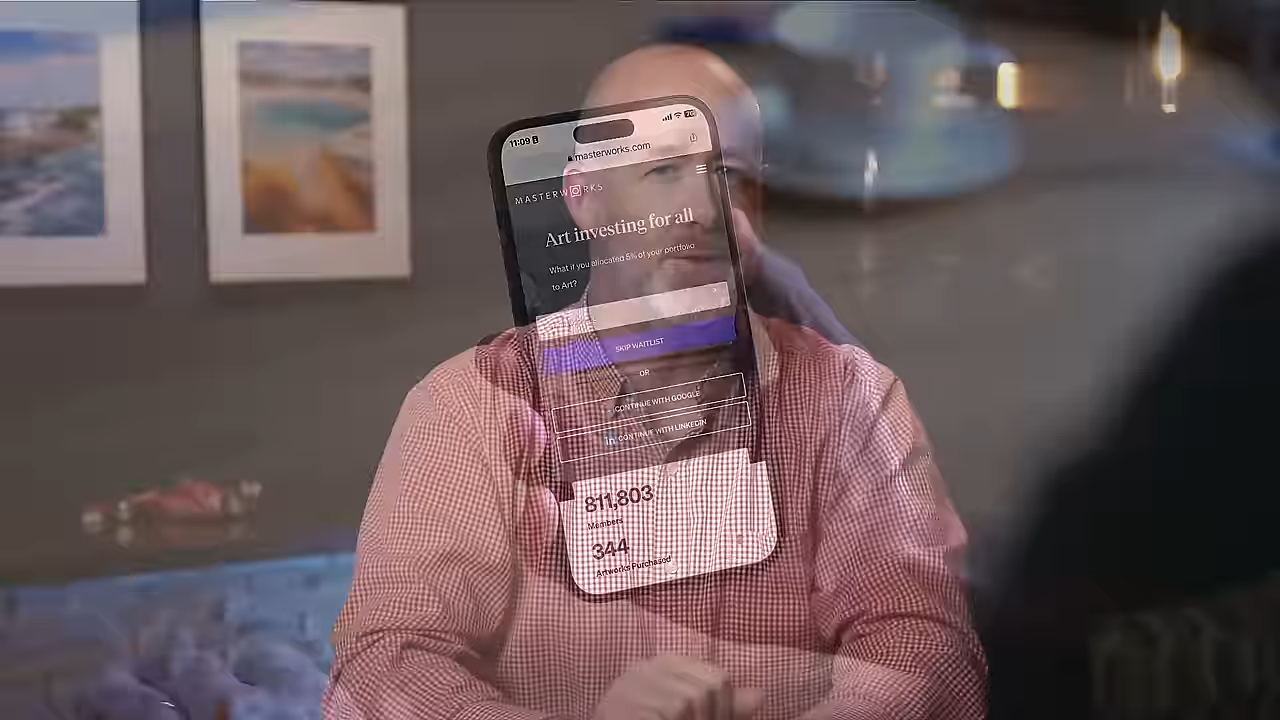 11:09
masterworks.com
MASTERWORKS
Art investing for all
What if you allocated 5% of your portfolio
to Art?
SKIP WAITLIST
OR
CONTINUE WITH GOOGLE
in CONTINUE WITH LINKEDIN
811,803
Members
344
Artworks Purchased